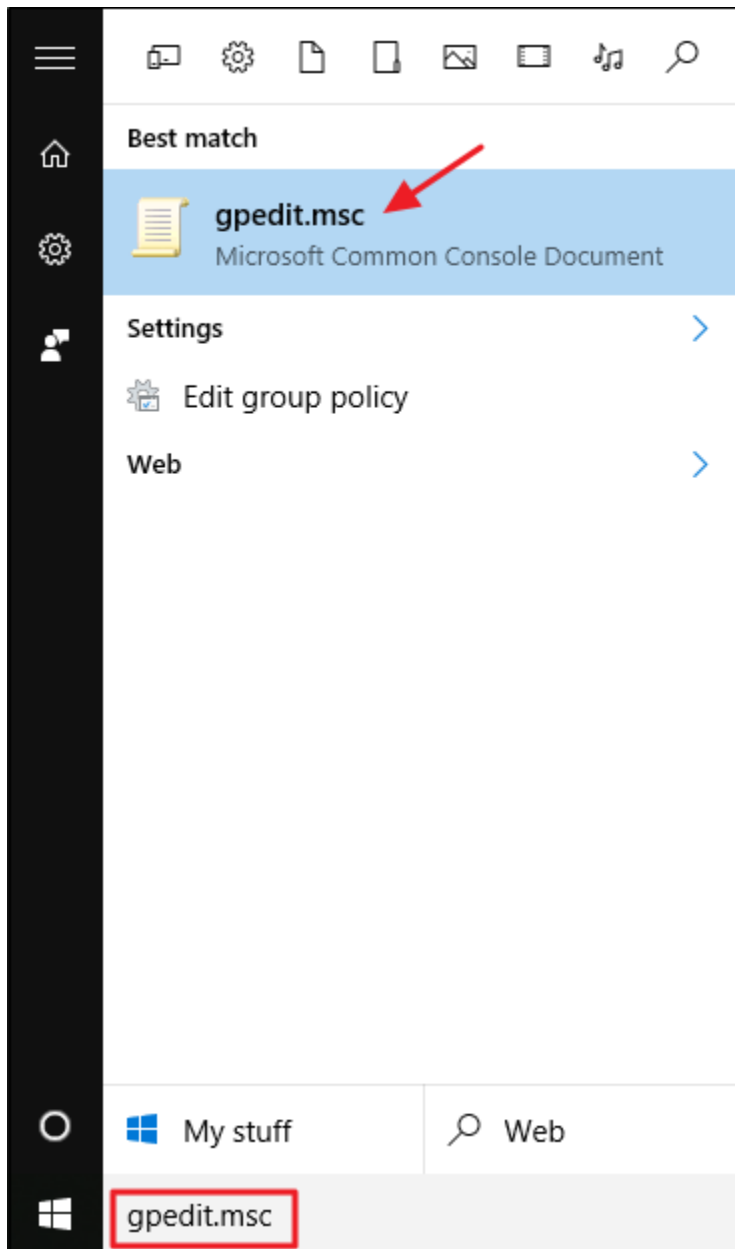 Best match
gpedit.msc
Microsoft Common Console Document
Settings
Edit group policy
Web
My stuff
Web
gpedit.msc